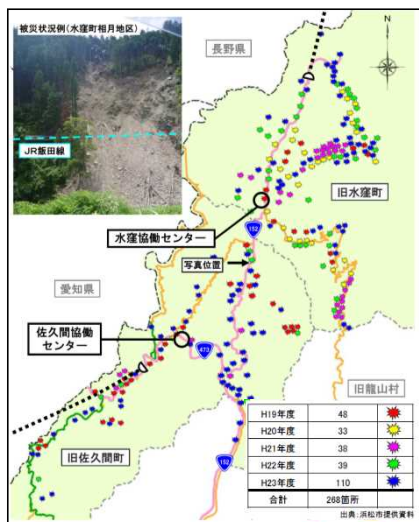 被災状況例(水窪町相月地区)
JR飯田線
長野県
旧水窪町
水窪協働センター
152
写真位置
愛知県
佐久間協働
センター
473
旧龍山村
旧佐久間町
152
H19年度 48
H20年度 33
H21年度 38
H22年度 39
H23年度 110
合計 268箇所
出典:浜松市提供資料